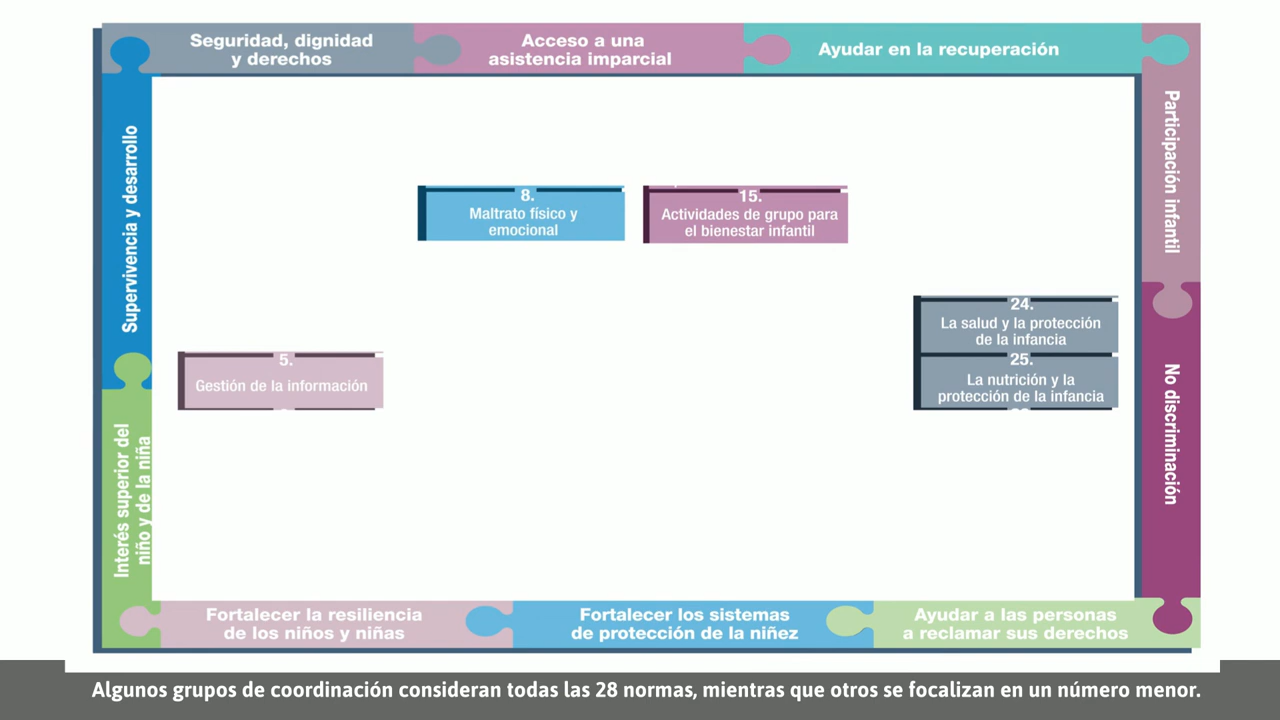 Seguridad, dignidad
y derechos
Acceso a una
asistencia imparcial
Ayudar en la recuperación
Supervivencia y desarrollo
Participación infantil
8.
Maltrato físico y
emocional
15.
Actividades de grupo para
el bienestar infantil
24.
La salud y la protección
de la infancia
5.
Gestión de la información
25.
La nutrición y la
protección de la infancia
Interés superior del
niño y de la niña
No discriminación
Fortalecer la resiliencia
de los niños y niñas
Fortalecer los sistemas
de protección de la niñez
Ayudar a las personas
a reclamar sus derechos
Algunos grupos de coordinación consideran todas las 28 normas, mientras que otros se focalizan en un número menor.